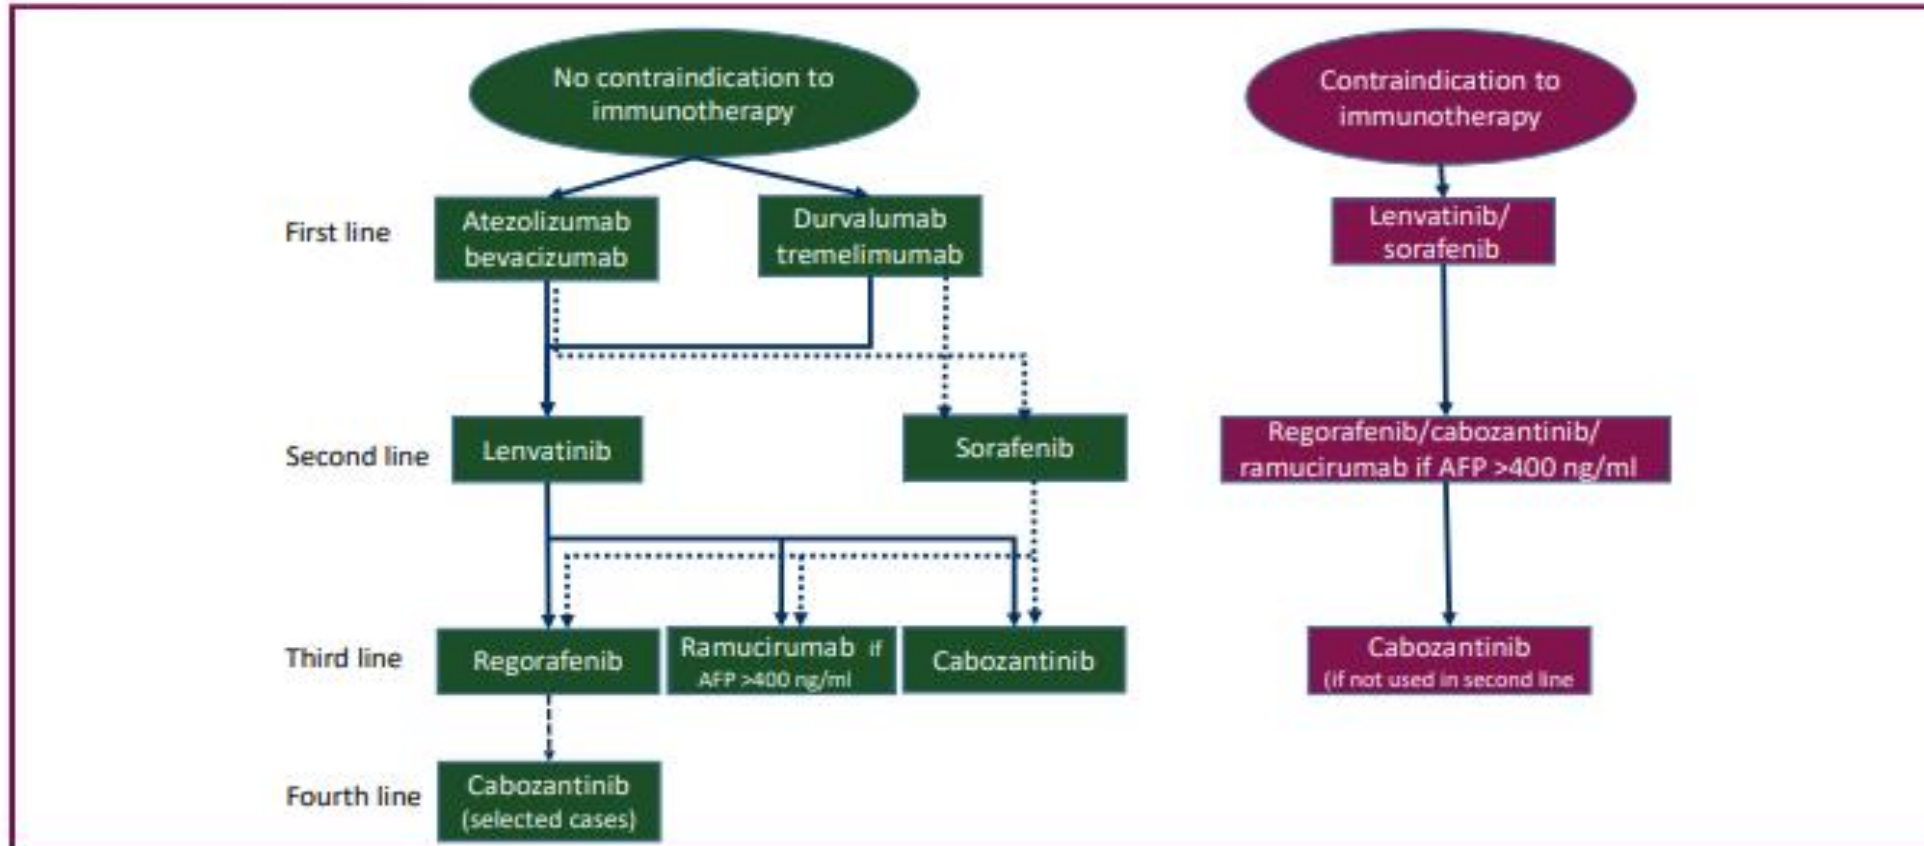 No contraindication to
immunotherapy
Contraindication to
immunotherapy
First line
Atezolizumab
bevacizumab
Durvalumab
tremelimumab
Lenvatinib/
sorafenib
Second line
Lenvatinib
Sorafenib
Regorafenib/cabozantinib/
ramucirumab if AFP >400 ng/ml
Third line
Regorafenib
Ramucirumab if
AFP >400 ng/ml
Cabozantinib
Cabozantinib
(if not used in second line
Fourth line
Cabozantinib
(selected cases)